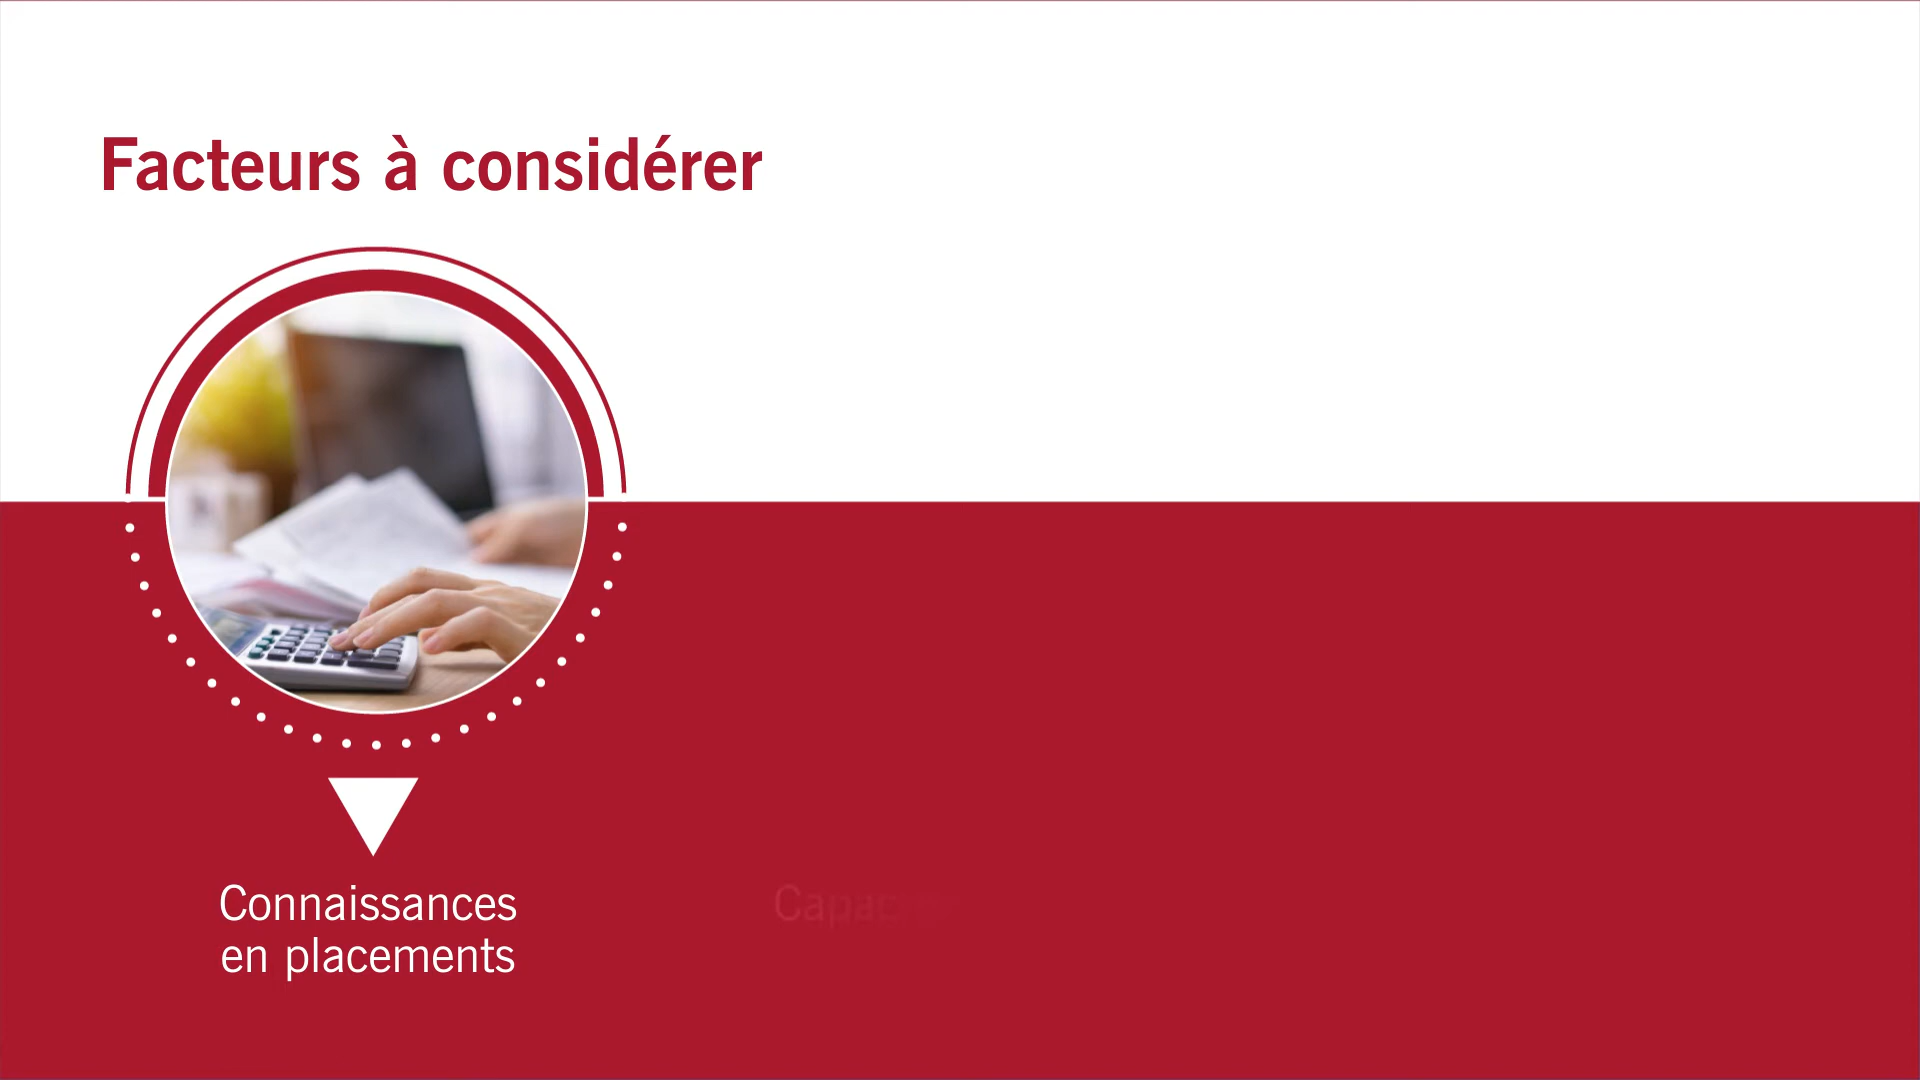 Facteurs à considérer
Connaissances
en placements